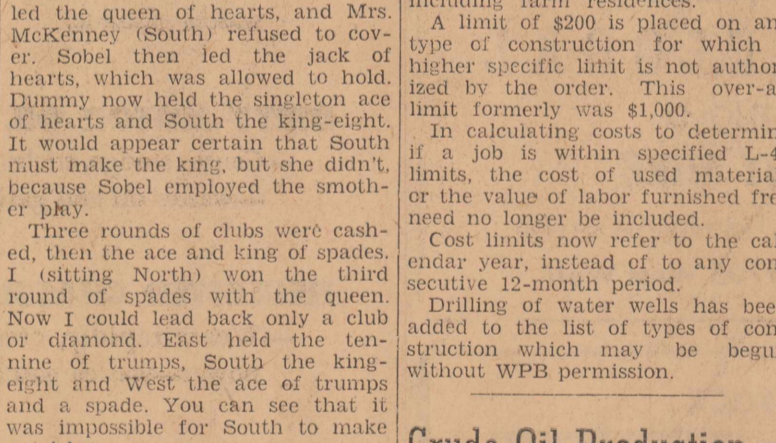 led the queen of hearts, and Mrs.
McKenney (South) refused to cov-
er. Sobel then led the jack of
hearts, which was allowed to hold.
Dummy now held the singleton ace
of hearts and South the king-eight.
It would appear certain that South
must make the king, but she didn't,
because Sobel employed the smoth-
er play.
Three rounds of clubs were cash-
ed, then the ace and king of spades.
I (sitting North) won the third
round of spades with the queen.
Now I could lead back only a club
or diamond. East held the ten-
nine of trumps, South the king-
eight and West the ace of trumps
and a spade. You can see that it
was impossible for South to make
including farm residences.
A limit of $200 is placed on an
type of construction for which
higher specific limit is not author
ized by the order. This over-a
limit formerly was $1,000.
In calculating costs to determin
if a job is within specified L-4
limits, the cost of used materia
or the value of labor furnished fre
need no longer be included.
Cost limits now refer to the cal
endar year, instead of to any con
secutive 12-month period.
Drilling of water wells has bee
added to the list of types of con
struction which may be begu
without WPB permission.
Crude Oil Production